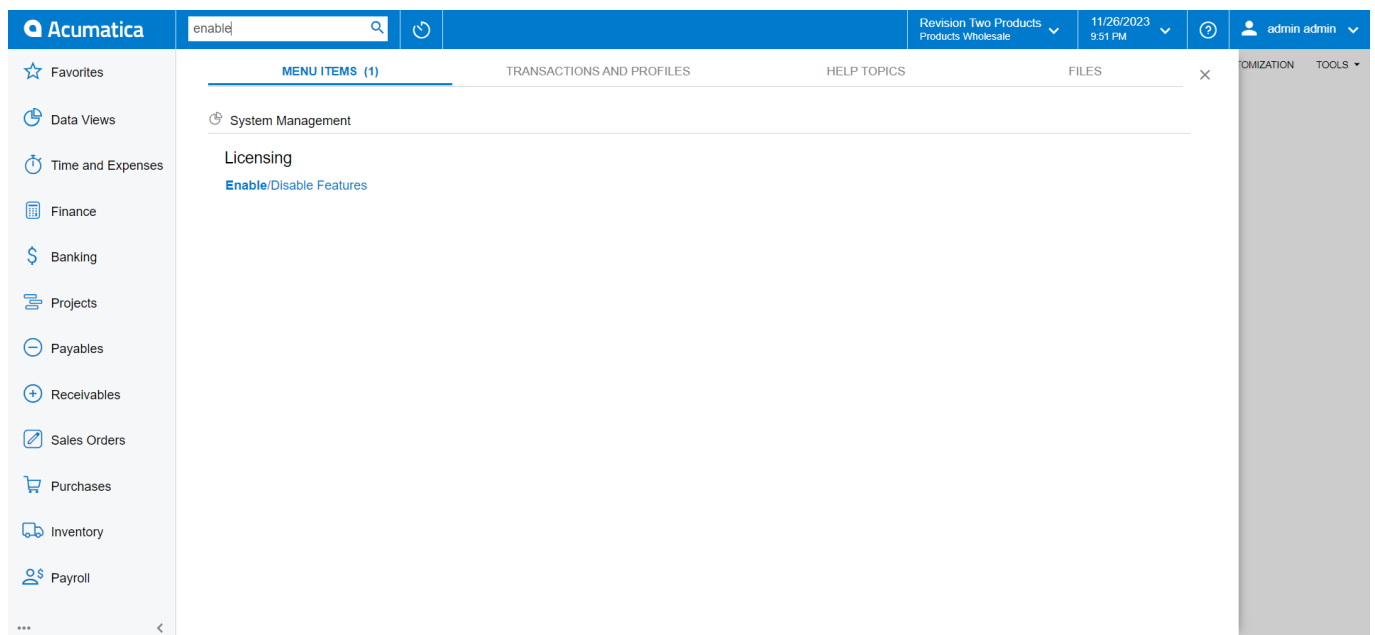 Acumatica
enable
Revision Two Products
Products Wholesale
11/26/2023
9:51 PM
admin admin
Favorites
Data Views
Time and Expenses
Finance
Banking
Projects
Payables
Receivables
Sales Orders
Purchases
Inventory
Payroll
MENU ITEMS (1)
TRANSACTIONS AND PROFILES
HELP TOPICS
FILES
TOOLS
System Management
Licensing
Enable/Disable Features